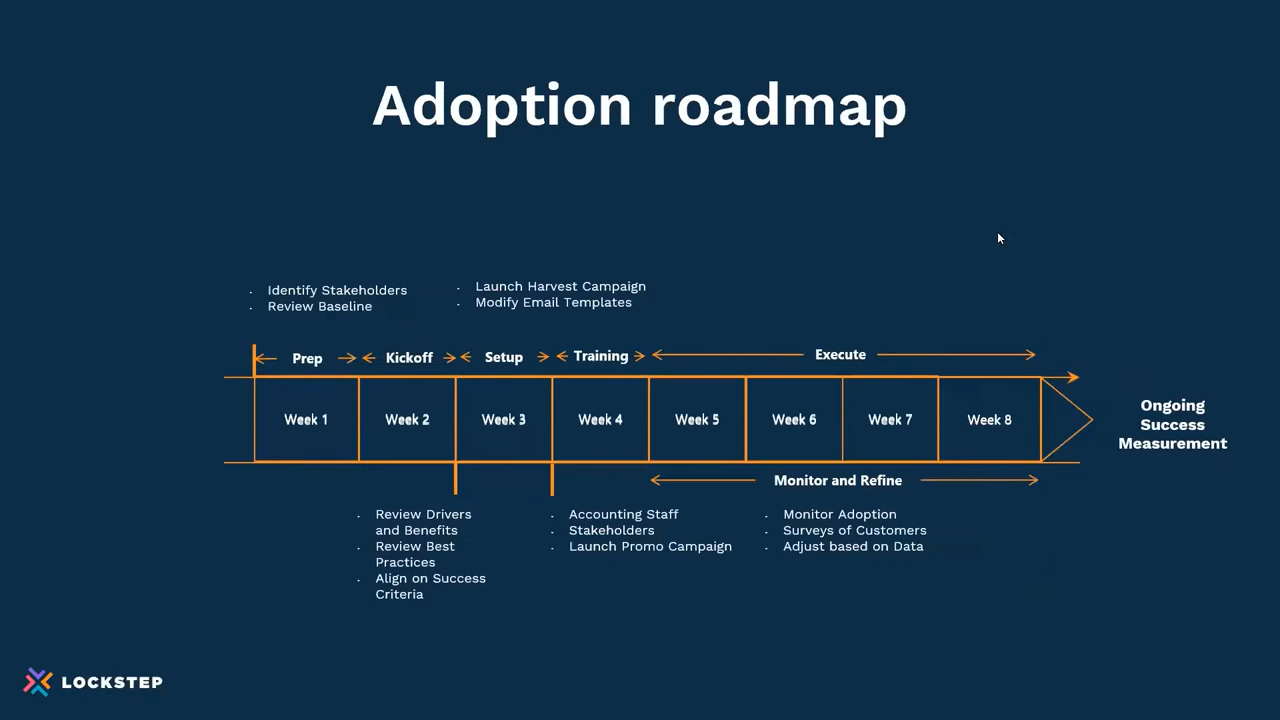 Adoption roadmap
· Identify Stakeholders
· Review Baseline
· Launch Harvest Campaign
· Modify Email Templates
Prep
Kickoff
Setup
Training
Execute
Week 1
Week 2
Week 3
Week 4
Week 5
Week 6
Week 7
Week 8
Ongoing
Success
Measurement
Monitor and Refine
· Review Drivers
and Benefits
· Review Best
Practices
· Align on Success
Criteria
· Accounting Staff
· Stakeholders
· Launch Promo Campaign
· Monitor Adoption
· Surveys of Customers
· Adjust based on Data
LOCKSTEP